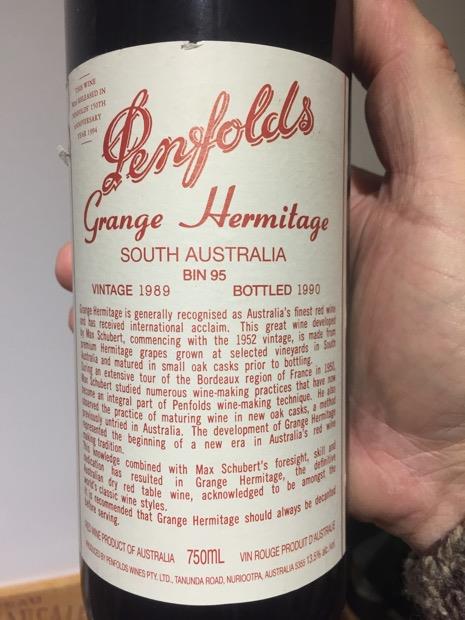 THIS WINE
WAS RELEASED IN
PENFOLDS' 150TH
ANNIVERSARY
YEAR 1994
Penfolds
Grange Hermitage
SOUTH AUSTRALIA
BIN 95
VINTAGE 1989 BOTTLED 1990
Grange Hermitage is generally recognised as Australia's finest red wine
and has received international acclaim. This great wine developed
by Max Schubert, commencing with the 1952 vintage, is made from
premium Hermitage grapes grown at selected vineyards in South
Australia and matured in small oak casks prior to bottling.
During an extensive tour of the Bordeaux region of France in 1950,
Max Schubert studied numerous wine-making practices that have now
become an integral part of Penfolds wine-making technique. He also
observed the practice of maturing wine in new oak casks, a method
previously untried in Australia. The development of Grange Hermitage
represented the beginning of a new era in Australia's red wine
making tradition.
This knowledge combined with Max Schubert's foresight, skill and
dedication has resulted in Grange Hermitage, the definitive
Australian dry red table wine, acknowledged to be amongst the
world's classic wine styles.
It is recommended that Grange Hermitage should always be decanted
before serving.
RED WINE PRODUCT OF AUSTRALIA 750ML VIN ROUGE PRODUIT D'AUSTRALIE
PRODUCED BY PENFOLDS WINES PTY. LTD., TANUNDA ROAD, NURIOOTPA, AUSTRALIA 5355 13.5% alc./vol.